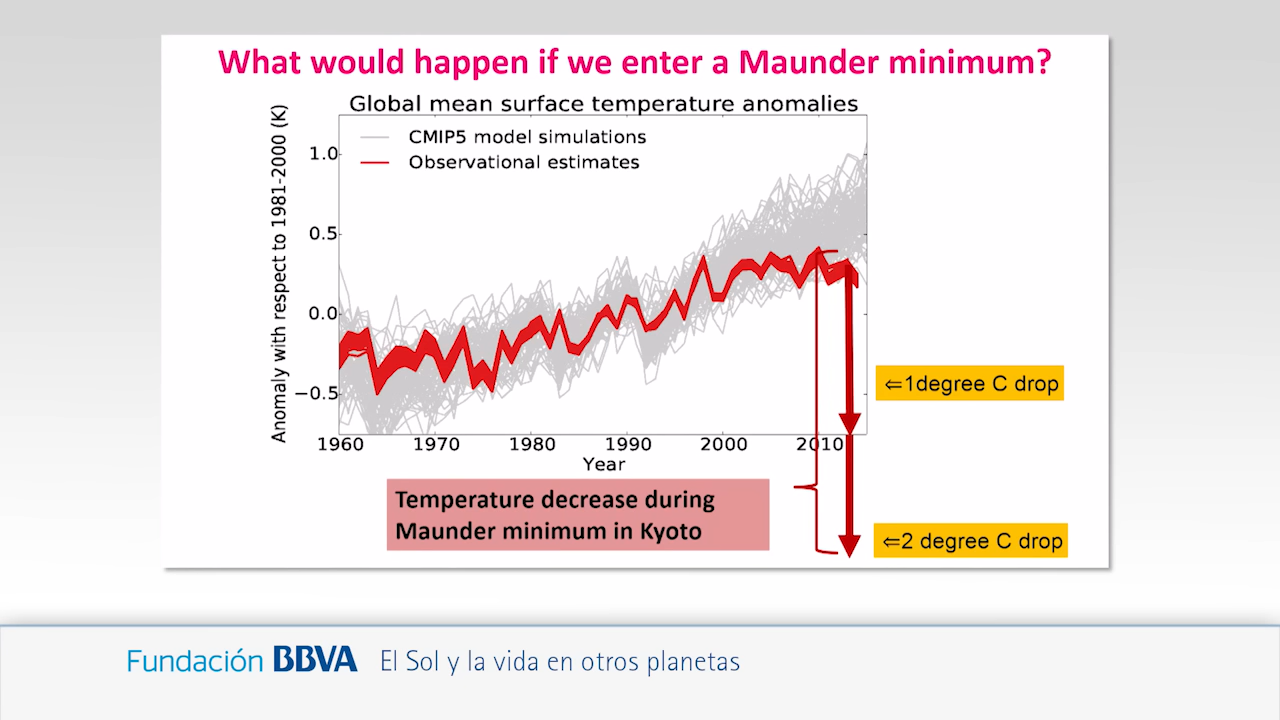 What would happen if we enter a Maunder minimum?
Global mean surface temperature anomalies
CMIP5 model simulations
Observational estimates
Anomaly with respect to 1981-2000 (K)
1.0
0.5
0.0
−0.5
1960 1970 1980 1990 2000 2010
Year
⇐1degree C drop
Temperature decrease during
Maunder minimum in Kyoto
⇐2 degree C drop
Fundación BBVA El Sol y la vida en otros planetas